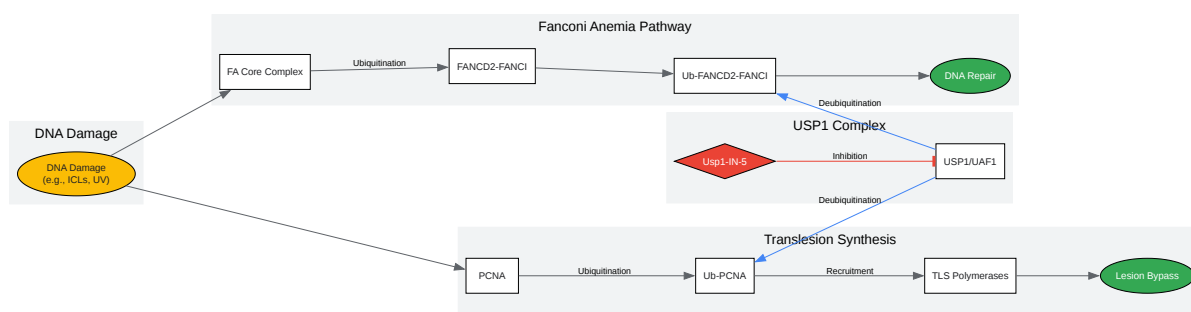 Fanconi Anemia Pathway
FA Core Complex
Ubiquitination
FANCD2-FANCI
Ub-FANCD2-FANCI
DNA Repair
Deubiquitination
DNA Damage
DNA Damage
(e.g., ICLs, UV)
USP1 Complex
Usp1-IN-5
Inhibition
USP1/UAF1
Deubiquitination
Translesion Synthesis
PCNA
Ubiquitination
Ub-PCNA
Recruitment
TLS Polymerases
Lesion Bypass